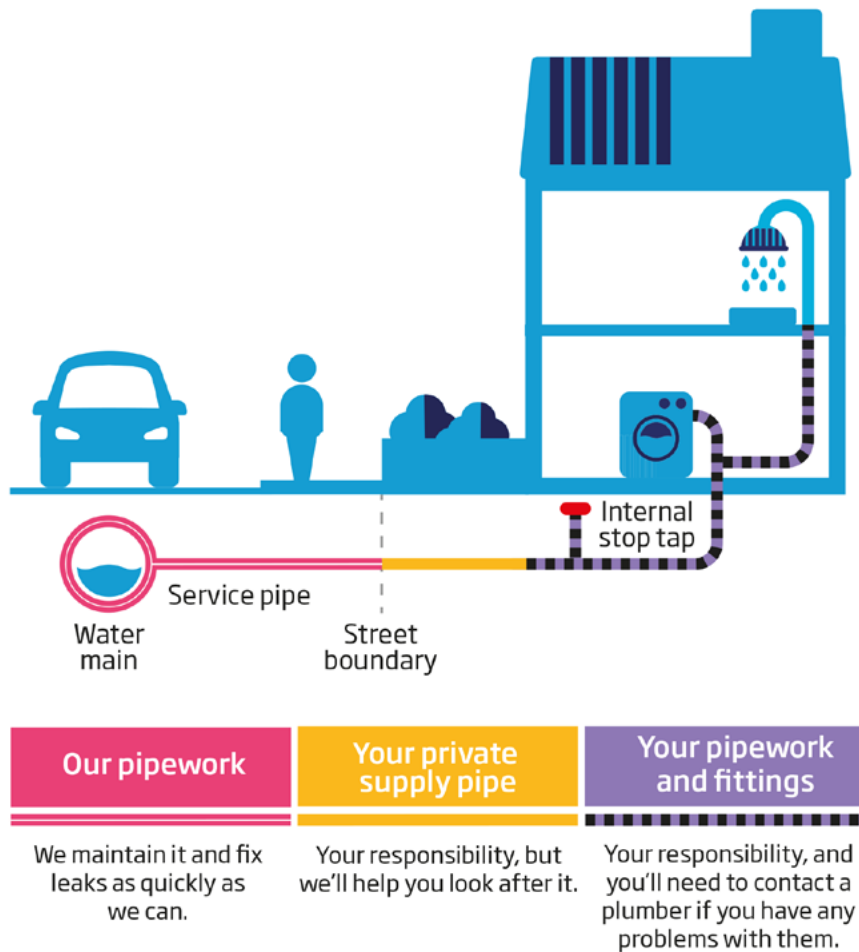 Internal
stop tap
Service pipe
Water
main
Street
boundary
Our pipework
Your private
supply pipe
Your pipework
and fittings
We maintain it and fix
leaks as quickly as
we can.
Your responsibility, but
we’ll help you look after it.
Your responsibility, and
you’ll need to contact a
plumber if you have any
problems with them.